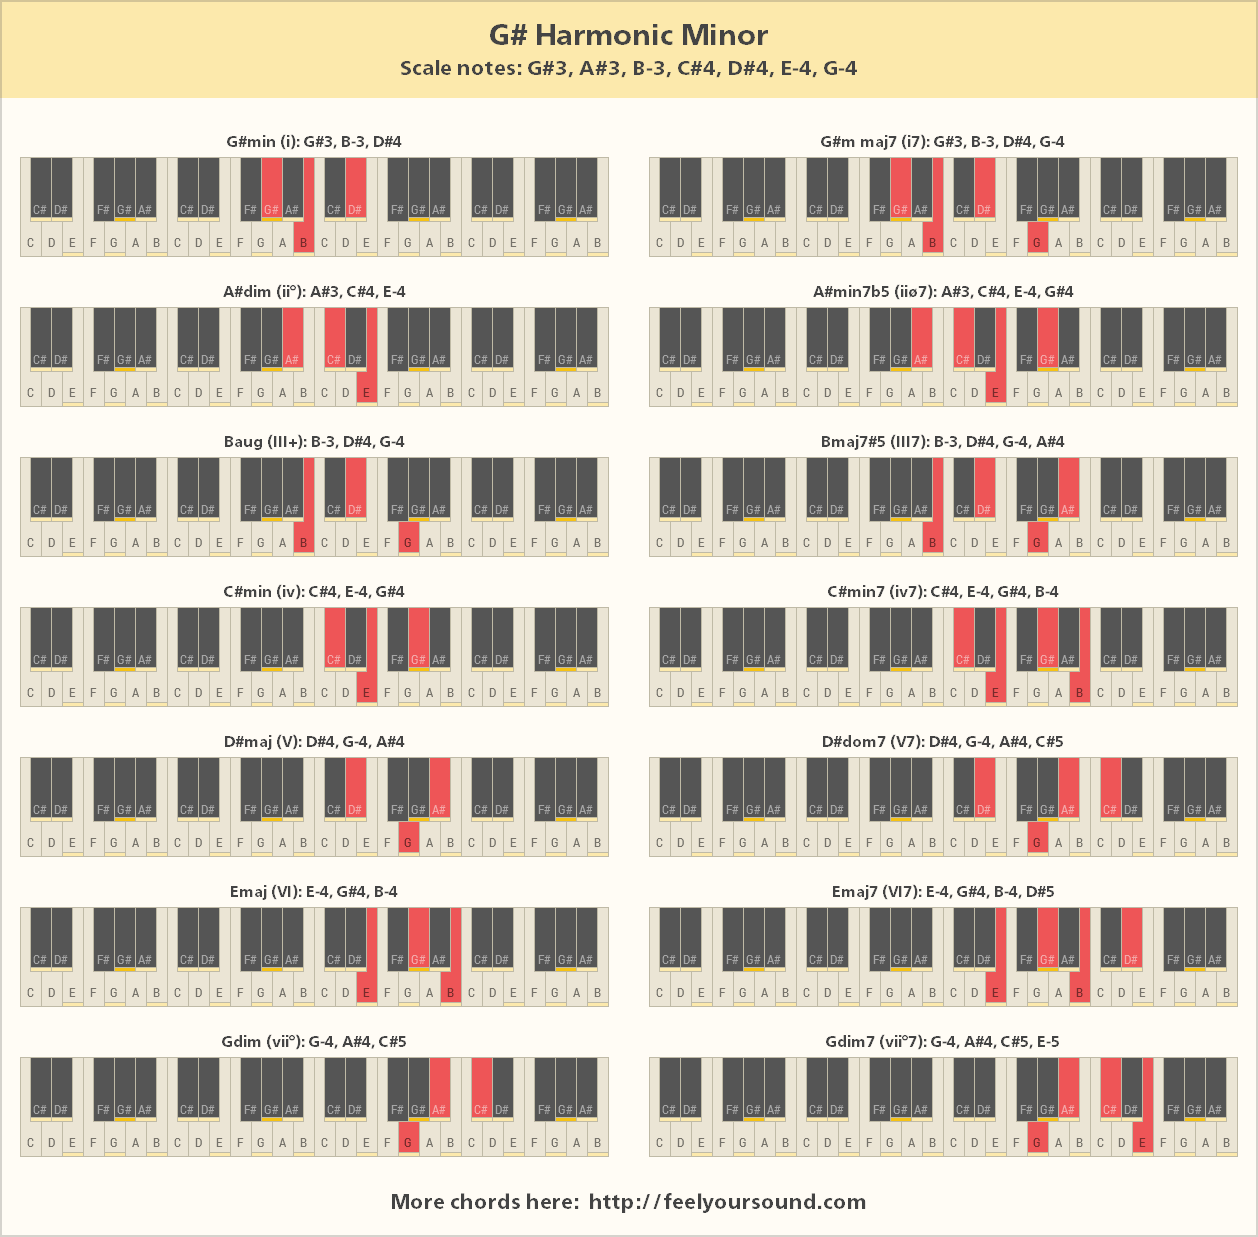 G# Harmonic Minor
Scale notes: G#3, A#3, B-3, C#4, D#4, E-4, G-4
G#min (i): G#3, B-3, D#4
C# D# F# G# A# C# D# F# G# A# C# D# F# G# A# C# D# F# G# A#
C D E F G A B C D E F G A B C D E F G A B C D E F G A B
G#m maj7 (i7): G#3, B-3, D#4, G-4
C# D# F# G# A# C# D# F# G# A# C# D# F# G# A# C# D# F# G# A#
C D E F G A B C D E F G A B C D E F G A B C D E F G A B
A#dim (ii°): A#3, C#4, E-4
C# D# F# G# A# C# D# F# G# A# C# D# F# G# A# C# D# F# G# A#
C D E F G A B C D E F G A B C D E F G A B C D E F G A B
A#min7b5 (iiø7): A#3, C#4, E-4, G#4
C# D# F# G# A# C# D# F# G# A# C# D# F# G# A# C# D# F# G# A#
C D E F G A B C D E F G A B C D E F G A B C D E F G A B
Baug (III+): B-3, D#4, G-4
C# D# F# G# A# C# D# F# G# A# C# D# F# G# A# C# D# F# G# A#
C D E F G A B C D E F G A B C D E F G A B C D E F G A B
Bmaj7#5 (III7): B-3, D#4, G-4, A#4
C# D# F# G# A# C# D# F# G# A# C# D# F# G# A# C# D# F# G# A#
C D E F G A B C D E F G A B C D E F G A B C D E F G A B
C#min (iv): C#4, E-4, G#4
C# D# F# G# A# C# D# F# G# A# C# D# F# G# A# C# D# F# G# A#
C D E F G A B C D E F G A B C D E F G A B C D E F G A B
C#min7 (iv7): C#4, E-4, G#4, B-4
C# D# F# G# A# C# D# F# G# A# C# D# F# G# A# C# D# F# G# A#
C D E F G A B C D E F G A B C D E F G A B C D E F G A B
D#maj (V): D#4, G-4, A#4
C# D# F# G# A# C# D# F# G# A# C# D# F# G# A# C# D# F# G# A#
C D E F G A B C D E F G A B C D E F G A B C D E F G A B
D#dom7 (V7): D#4, G-4, A#4, C#5
C# D# F# G# A# C# D# F# G# A# C# D# F# G# A# C# D# F# G# A#
C D E F G A B C D E F G A B C D E F G A B C D E F G A B
Emaj (VI): E-4, G#4, B-4
C# D# F# G# A# C# D# F# G# A# C# D# F# G# A# C# D# F# G# A#
C D E F G A B C D E F G A B C D E F G A B C D E F G A B
Emaj7 (VI7): E-4, G#4, B-4, D#5
C# D# F# G# A# C# D# F# G# A# C# D# F# G# A# C# D# F# G# A#
C D E F G A B C D E F G A B C D E F G A B C D E F G A B
Gdim (vii°): G-4, A#4, C#5
C# D# F# G# A# C# D# F# G# A# C# D# F# G# A# C# D# F# G# A#
C D E F G A B C D E F G A B C D E F G A B C D E F G A B
Gdim7 (vii°7): G-4, A#4, C#5, E-5
C# D# F# G# A# C# D# F# G# A# C# D# F# G# A# C# D# F# G# A#
C D E F G A B C D E F G A B C D E F G A B C D E F G A B
More chords here: http://feelyoursound.com